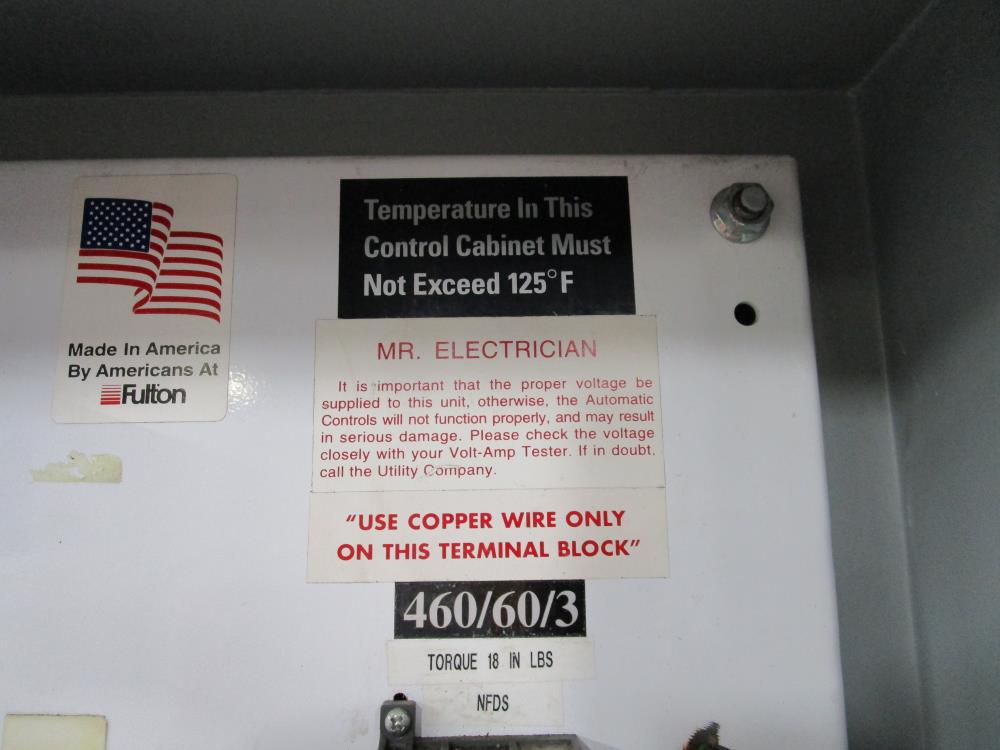 Made In America
By Americans At
Fulton
Temperature In This
Control Cabinet Must
Not Exceed 125°F
MR. ELECTRICIAN
It is important that the proper voltage be
supplied to this unit, otherwise, the Automatic
Controls will not function properly, and may result
in serious damage. Please check the voltage
closely with your Volt-Amp Tester. If in doubt,
call the Utility Company.
“USE COPPER WIRE ONLY
ON THIS TERMINAL BLOCK”
460/60/3
TORQUE 18 IN LBS
NFDS